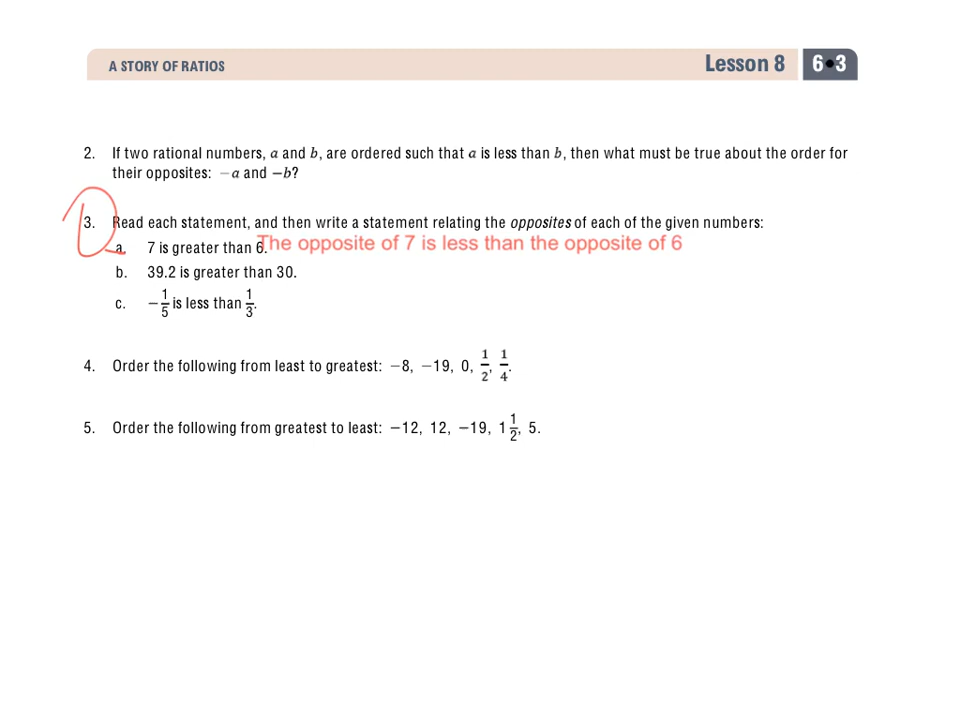 A STORY OF RATIOS Lesson 8 6•3
2. If two rational numbers, a and b, are ordered such that a is less than b, then what must be true about the order for
their opposites: −a and −b?
3. Read each statement, and then write a statement relating the opposites of each of the given numbers:
a. 7 is greater than 6. The opposite of 7 is less than the opposite of 6
b. 39.2 is greater than 30.
c. −1/5 is less than 1/3.
4. Order the following from least to greatest: −8, −19, 0, 1/2, 1/4.
5. Order the following from greatest to least: −12, 12, −19, 1 1/2, 5.